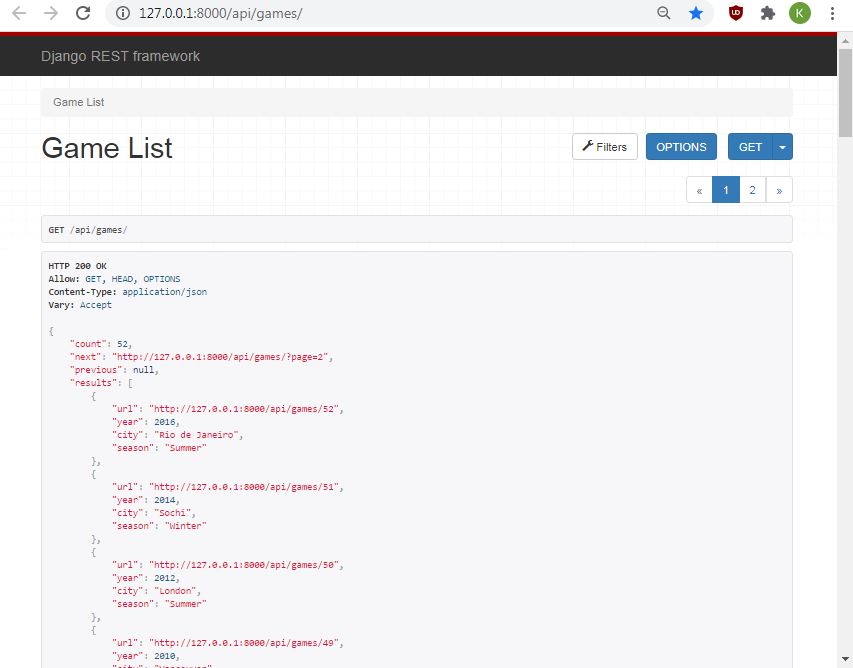 127.0.0.1:8000/api/games/
K
Django REST framework
Game List
Game List
Filters
OPTIONS
GET
« 1 2 »
GET /api/games/
HTTP 200 OK
Allow: GET, HEAD, OPTIONS
Content-Type: application/json
Vary: Accept
{
"count": 52,
"next": "http://127.0.0.1:8000/api/games/?page=2",
"previous": null,
"results": [
{
"url": "http://127.0.0.1:8000/api/games/52",
"year": 2016,
"city": "Rio de Janeiro",
"season": "Summer"
},
{
"url": "http://127.0.0.1:8000/api/games/51",
"year": 2014,
"city": "Sochi",
"season": "Winter"
},
{
"url": "http://127.0.0.1:8000/api/games/50",
"year": 2012,
"city": "London",
"season": "Summer"
},
{
"url": "http://127.0.0.1:8000/api/games/49",
"year": 2010,
"city": "Vancouver"